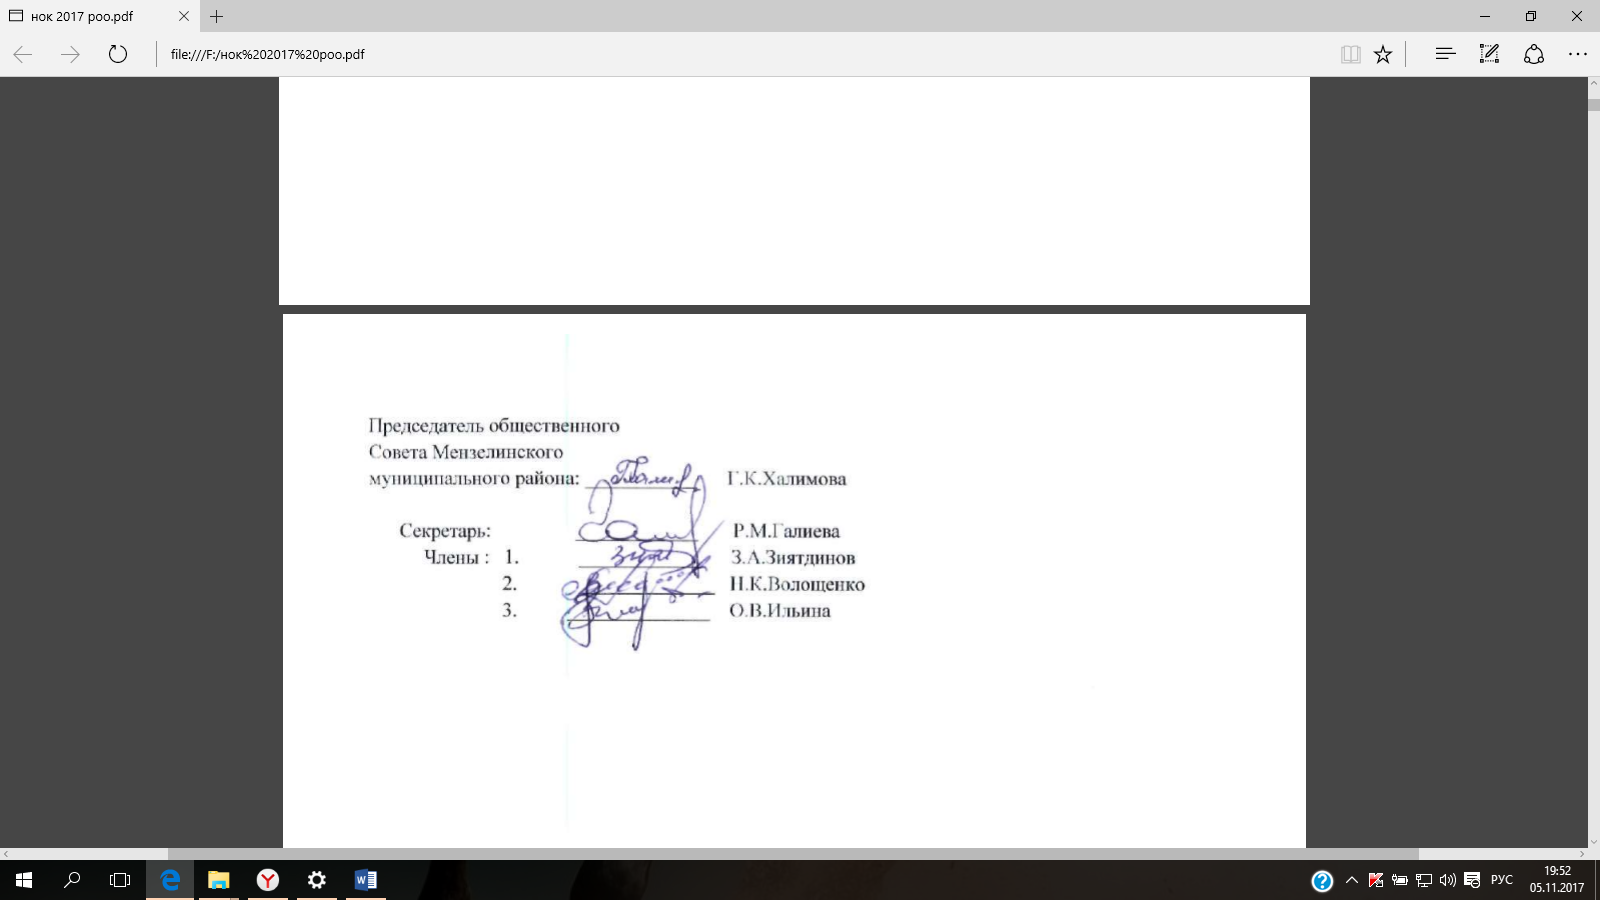 нок 2017 роо.pdf
file:///F:/нок%202017%20роо.pdf
Председатель общественного
Совета Мензелинского
муниципального района: Г.К.Халимова
Секретарь: Р.М.Галиева
Члены : 1. З.А.Зиятдинов
2. Н.К.Волощенко
3. О.В.Ильина
РУС
19:52
05.11.2017